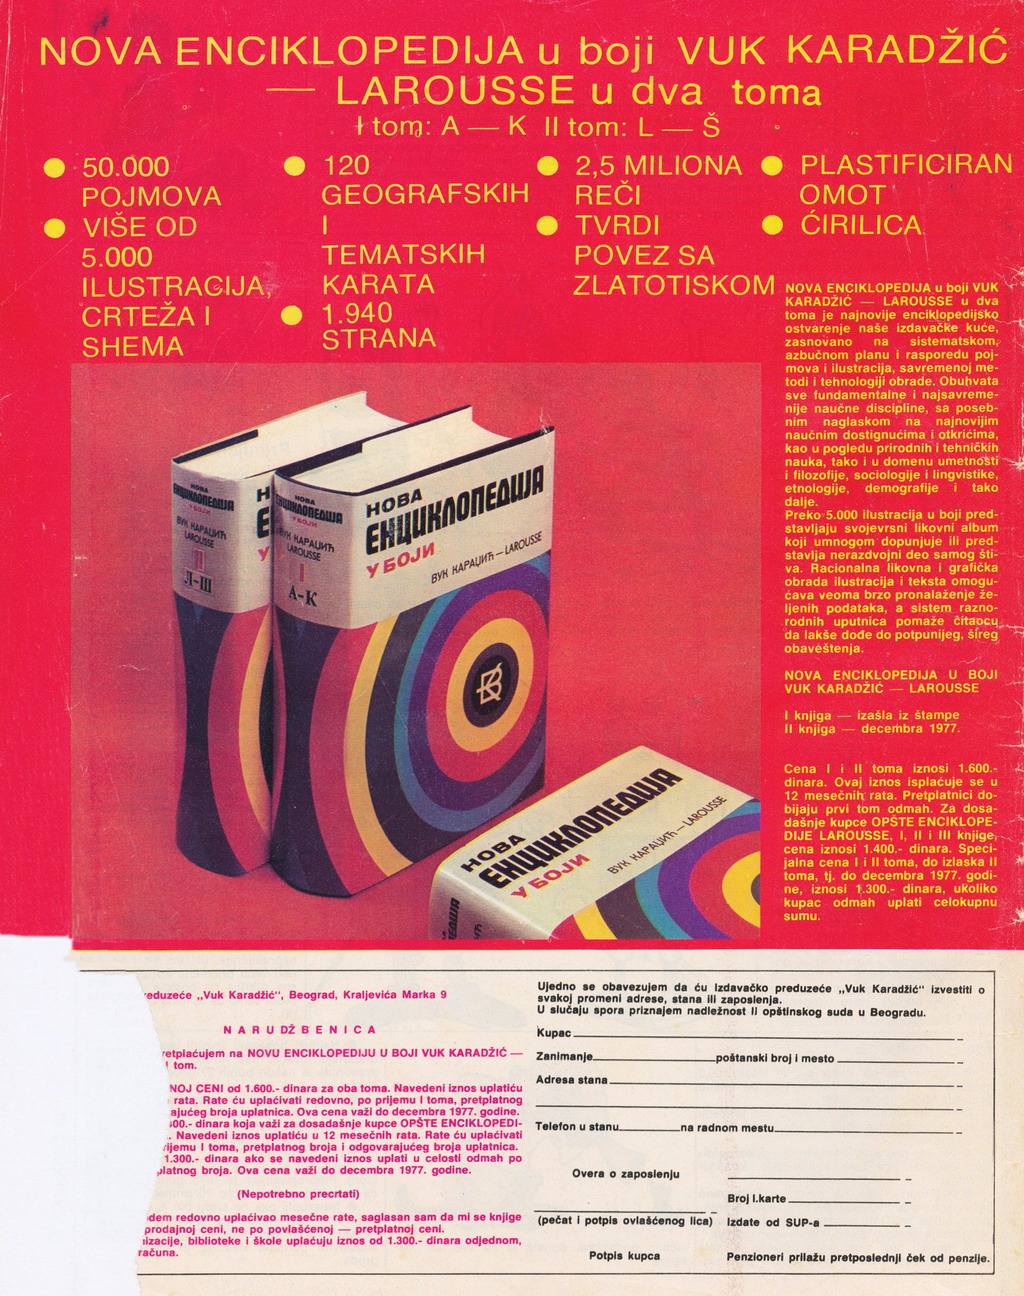 NOVA ENCIKLOPEDIJA u boji VUK KARADŽIĆ
— LAROUSSE u dva toma
I tom: A — K II tom: L — Š
● 50.000
POJMOVA
● VIŠE OD
5.000
ILUSTRACIJA,
CRTEŽA I
SHEMA
● 120
GEOGRAFSKIH
I
TEMATSKIH
KARATA
● 1.940
STRANA
● 2,5 MILIONA
REČI
● TVRDI
POVEZ SA
ZLATOTISKOM
● PLASTIFICIRAN
OMOT
● ĆIRILICA
NOVA ENCIKLOPEDIJA u boji VUK
KARADŽIĆ — LAROUSSE u dva
toma je najnovije enciklopedijsko
ostvarenje naše izdavačke kuće,
zasnovano na sistematskom,
azbučnom planu i rasporedu poj-
mova i ilustracija, savremenoj me-
todi i tehnologiji obrade. Obuhvata
sve fundamentalne i najsavreme-
nije naučne discipline, sa poseb-
nim naglaskom na najnovijim
naučnim dostignućima i otkrićima,
kao u pogledu prirodnih i tehničkih
nauka, tako i u domenu umetnosti
i filozofije, sociologije i lingvistike,
etnologije, demografije i tako
dalje.
Preko 5.000 ilustracija u boji pred-
stavljaju svojevrsni likovni album
koji umnogom dopunjuje ili pred-
stavlja nerazdvojni deo samog šti-
va. Racionalna likovna i grafička
obrada ilustracija i teksta omogu-
ćava veoma brzo pronalaženje že-
ljenih podataka, a sistem razno-
rodnih uputnica pomaže čitaocu
da lakše dođe do potpunijeg, šireg
obaveštenja.
NOVA ENCIKLOPEDIJA U BOJI
VUK KARADŽIĆ — LAROUSSE
I knjiga — izašla iz štampe
II knjiga — decembra 1977.
Cena I i II toma iznosi 1.600.-
dinara. Ovaj iznos isplaćuje se u
12 mesečnih rata. Pretplatnici do-
bijaju prvi tom odmah. Za dosa-
dašnje kupce OPŠTE ENCIKLOPE-
DIJE LAROUSSE, I, II i III knjige,
cena iznosi 1.400.- dinara. Speci-
jalna cena I i II toma, do izlaska II
toma, tj. do decembra 1977. godi-
ne, iznosi 1.300.- dinara, ukoliko
kupac odmah uplati celokupnu
sumu.
НОВА
ЕНЦИКЛОПЕДИЈА
У БОЈИ
ВУК КАРАЏИЋ
LAROUSSE
II
Л-Ш
Н
Е
У
НОВА
ЕНЦИКЛОПЕДИЈА
У БОЈИ
ВУК КАРАЏИЋ
LAROUSSE
I
А-К
НОВА
ЕНЦИКЛОПЕДИЈА
У БОЈИ
ВУК КАРАЏИЋ — LAROUSSE
НОВА
ЕНЦИКЛОПЕДИЈА
У БОЈИ
ВУК КАРАЏИЋ — LAROUSSE
eduzeće „Vuk Karadžić“, Beograd, Kraljevića Marka 9
NARUDŽBENICA
retplaćujem na NOVU ENCIKLOPEDIJU U BOJI VUK KARADŽIĆ —
I tom.
NOJ CENI od 1.600.- dinara za oba toma. Navedeni iznos uplatiću
rata. Rate ću uplaćivati redovno, po prijemu I toma, pretplatnog
ajućeg broja uplatnica. Ova cena važi do decembra 1977. godine.
00.- dinara koja važi za dosadašnje kupce OPŠTE ENCIKLOPEDI-
. Navedeni iznos uplatiću u 12 mesečnih rata. Rate ću uplaćivati
rijemu I toma, pretplatnog broja i odgovarajućeg broja uplatnica.
1.300.- dinara ako se navedeni iznos uplati u celosti odmah po
platnog broja. Ova cena važi do decembra 1977. godine.
(Nepotrebno precrtati)
dem redovno uplaćivao mesečne rate, saglasan sam da mi se knjige
prodajnoj ceni, ne po povlašćenoj — pretplatnoj ceni.
nizacije, biblioteke i škole uplaćuju iznos od 1.300.- dinara odjednom,
računa.
Ujedno se obavezujem da ću Izdavačko preduzeće „Vuk Karadžić“ izvestiti o
svakoj promeni adrese, stana ili zaposlenja.
U slučaju spora priznajem nadležnost II opštinskog suda u Beogradu.
Kupac
Zanimanje poštanski broj i mesto
Adresa stana
Telefon u stanu na radnom mestu
Overa o zaposlenju
Broj l.karte
(pečat i potpis ovlašćenog lica) Izdate od SUP-a
Potpis kupca Penzioneri prilažu pretposlednji ček od penzije.